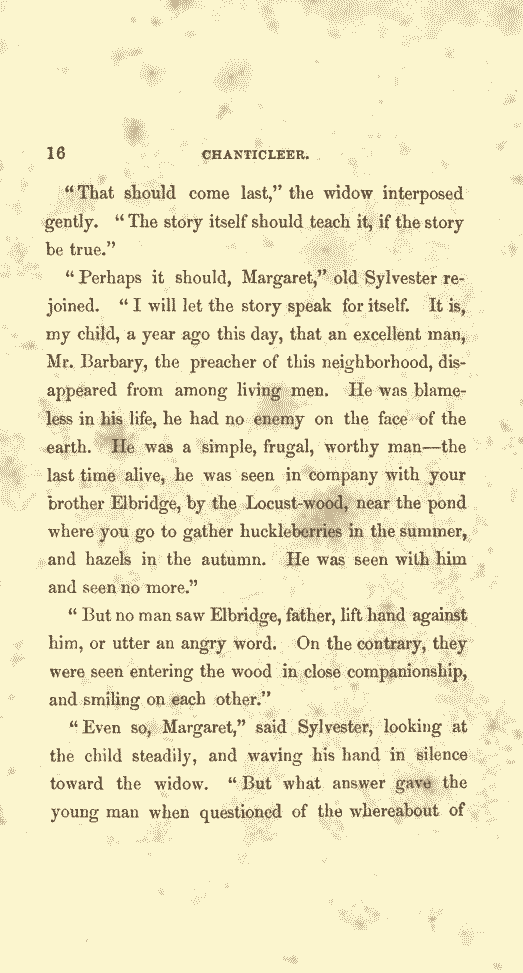 16 CHANTICLEER.
“That should come last,” the widow interposed
gently. “The story itself should teach it, if the story
be true.”
“Perhaps it should, Margaret,” old Sylvester re-
joined. “I will let the story speak for itself. It is,
my child, a year ago this day, that an excellent man,
Mr. Barbary, the preacher of this neighborhood, dis-
appeared from among living men. He was blame-
less in his life, he had no enemy on the face of the
earth. He was a simple, frugal, worthy man—the
last time alive, he was seen in company with your
brother Elbridge, by the Locust-wood, near the pond
where you go to gather huckleberries in the summer,
and hazels in the autumn. He was seen with him
and seen no more.”
“But no man saw Elbridge, father, lift hand against
him, or utter an angry word. On the contrary, they
were seen entering the wood in close companionship,
and smiling on each other.”
“Even so, Margaret,” said Sylvester, looking at
the child steadily, and waving his hand in silence
toward the widow. “But what answer gave the
young man when questioned of the whereabout of